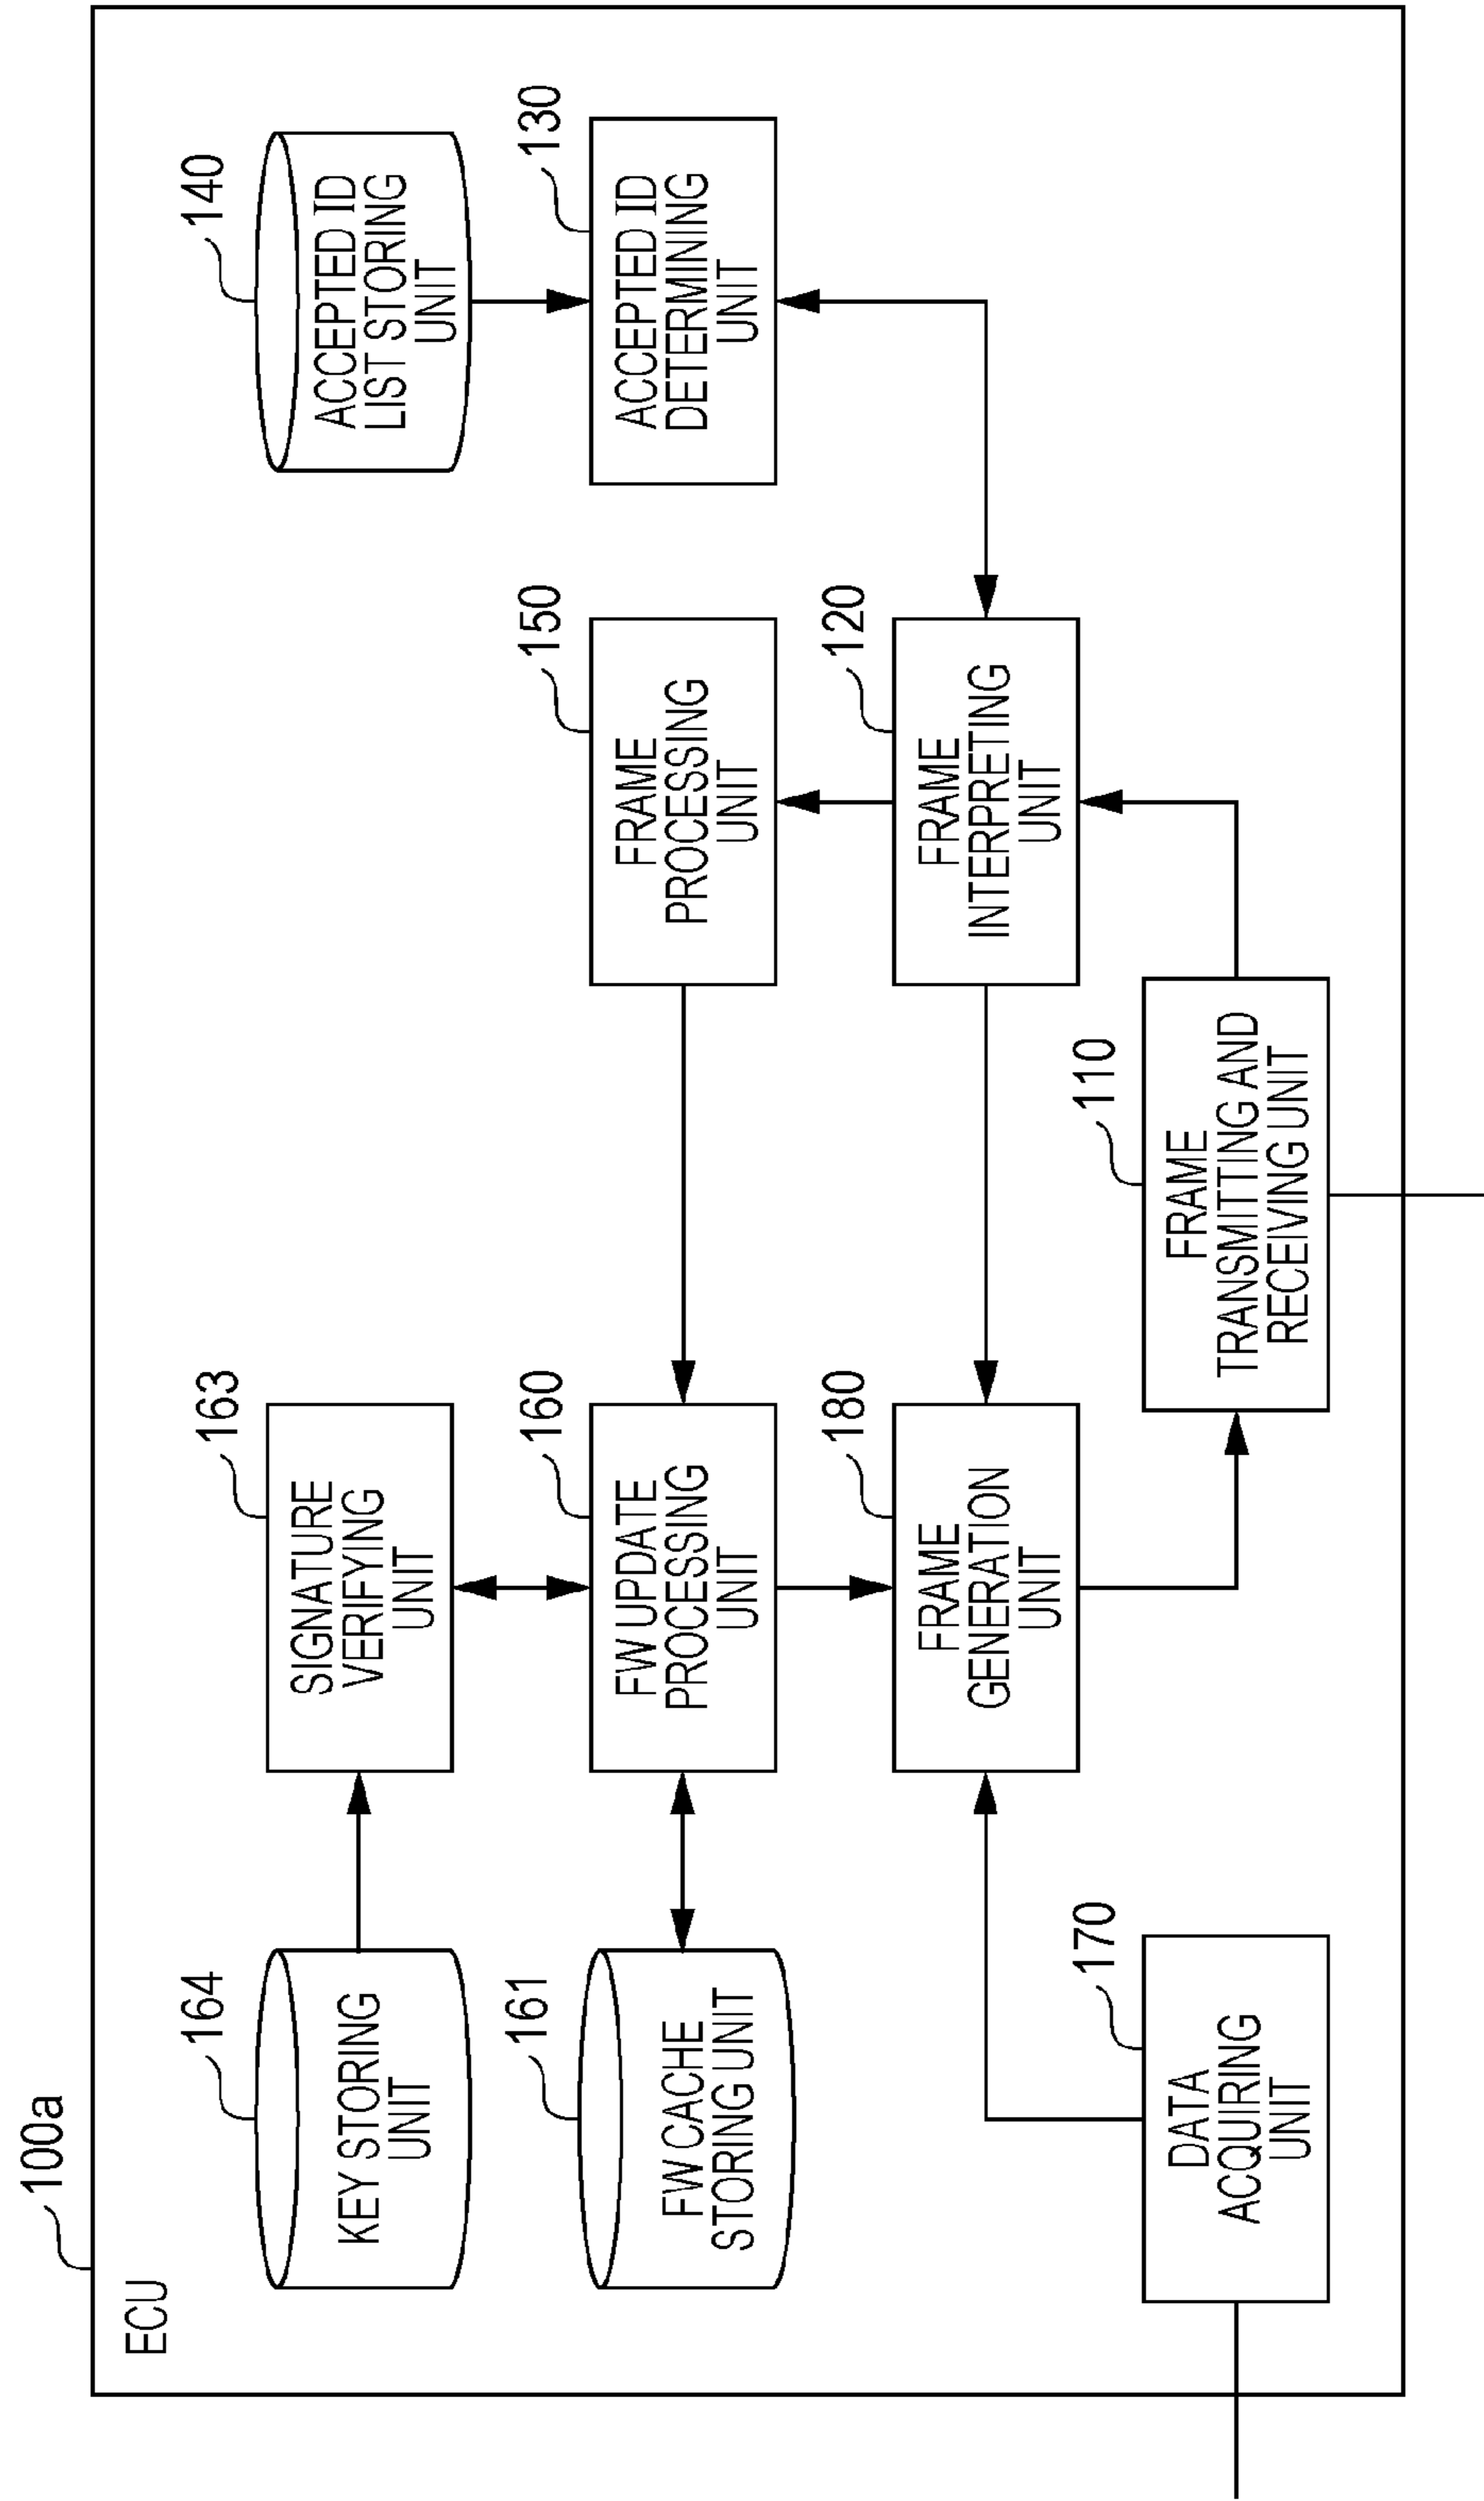 100a
ECU
164
KEY STORING
UNIT
163
SIGNATURE
VERIFYING
UNIT
140
ACCEPTED ID
LIST STORING
UNIT
161
FW CACHE
STORING UNIT
160
FW UPDATE
PROCESSING
UNIT
150
FRAME
PROCESSING
UNIT
130
ACCEPTED ID
DETERMINING
UNIT
180
FRAME
GENERATION
UNIT
120
FRAME
INTERPRETING
UNIT
170
DATA
ACQUIRING
UNIT
110
FRAME
TRANSMITTING AND
RECEIVING UNIT